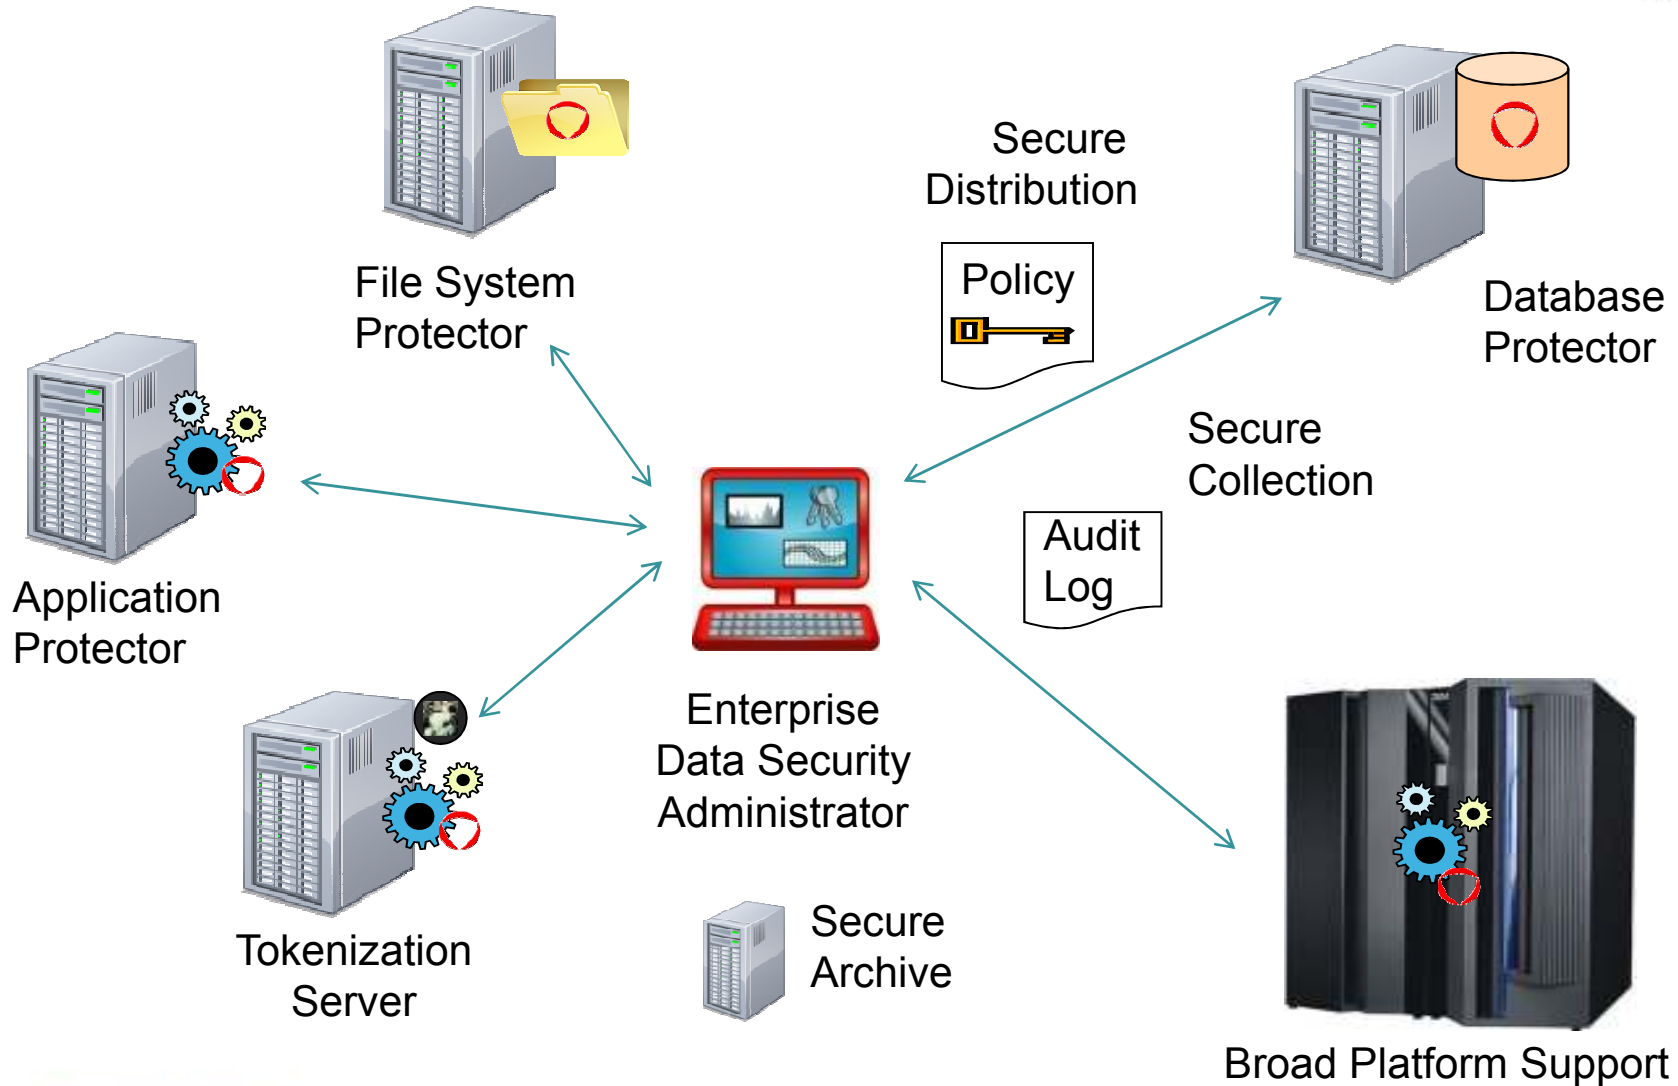 Secure
Distribution
Policy
File System
Protector
Database
Protector
Secure
Collection
Audit
Log
Application
Protector
Enterprise
Data Security
Administrator
Tokenization
Server
Secure
Archive
Broad Platform Support